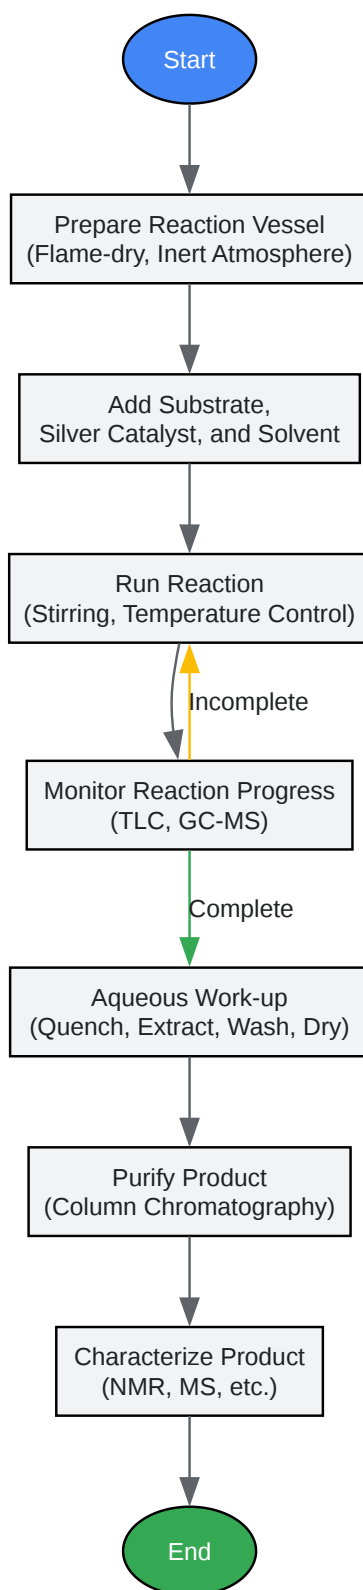 Start
Prepare Reaction Vessel
(Flame-dry, Inert Atmosphere)
Add Substrate,
Silver Catalyst, and Solvent
Run Reaction
(Stirring, Temperature Control)
Incomplete
Monitor Reaction Progress
(TLC, GC-MS)
Complete
Aqueous Work-up
(Quench, Extract, Wash, Dry)
Purify Product
(Column Chromatography)
Characterize Product
(NMR, MS, etc.)
End